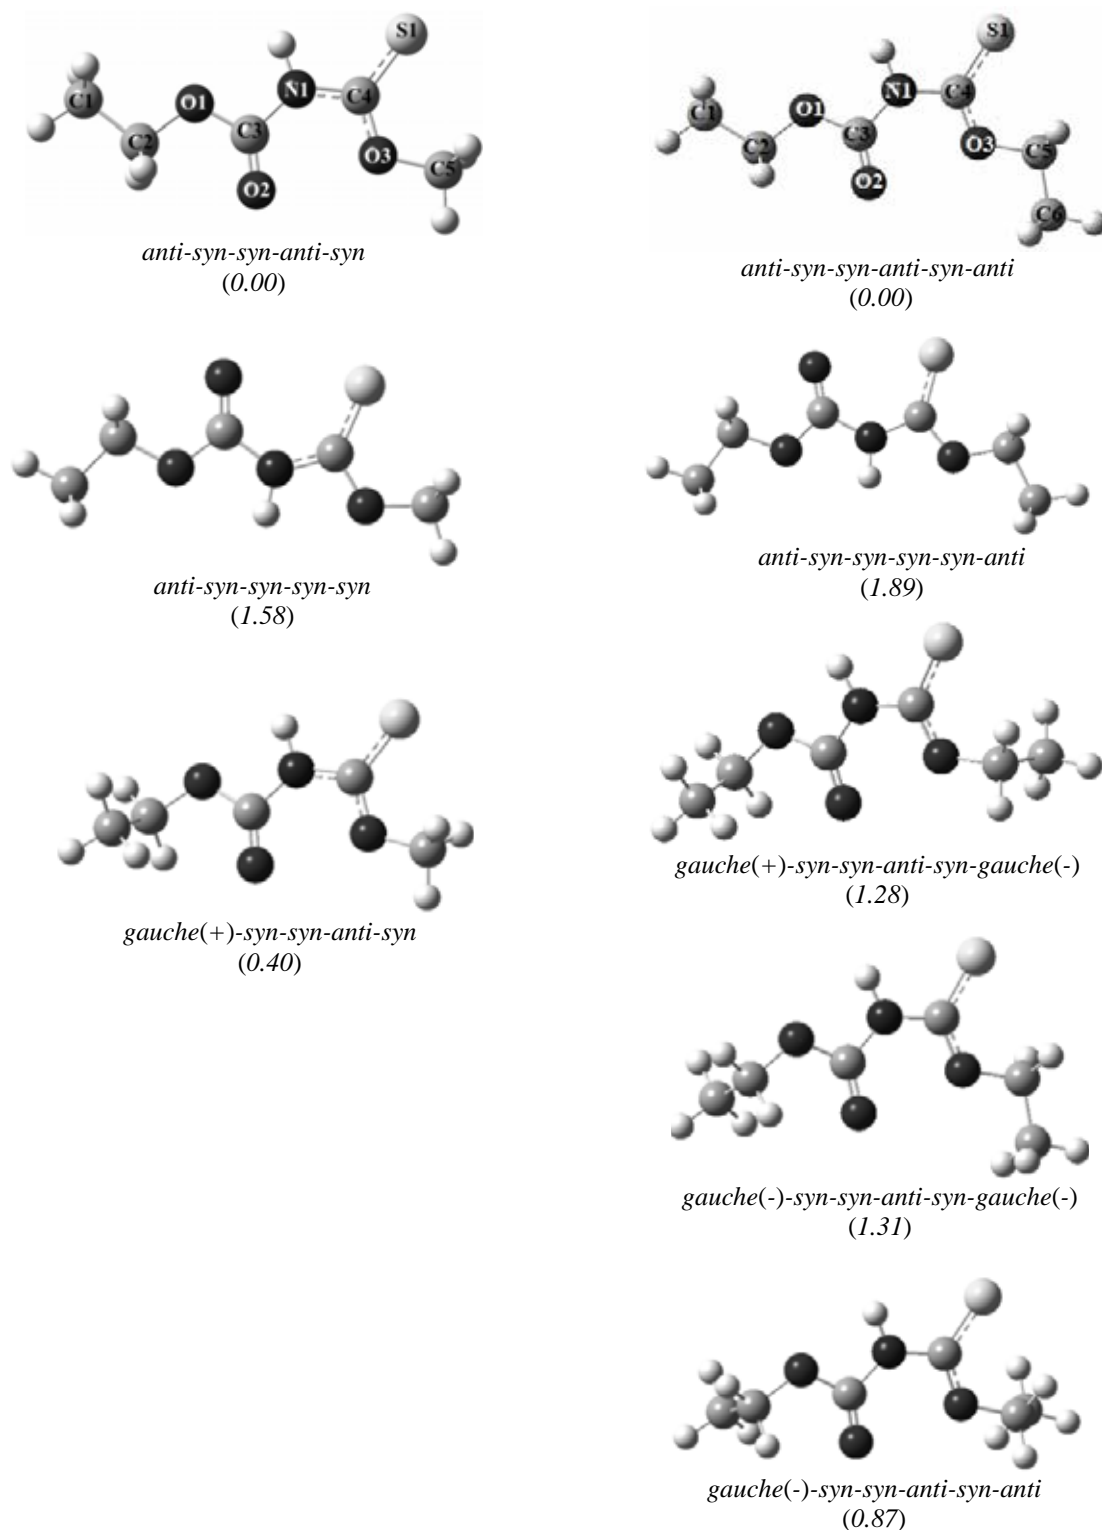 S1
N1
C4
C1
O1
C3
C2
O3
C5
O2
anti-syn-syn-anti-syn
(0.00)
anti-syn-syn-syn-syn
(1.58)
gauche(+)-syn-syn-anti-syn
(0.40)
S1
N1
C4
C1
O1
C3
C2
O3
C5
O2
C6
anti-syn-syn-anti-syn-anti
(0.00)
anti-syn-syn-syn-syn-anti
(1.89)
gauche(+)-syn-syn-anti-syn-gauche(-)
(1.28)
gauche(-)-syn-syn-anti-syn-gauche(-)
(1.31)
gauche(-)-syn-syn-anti-syn-anti
(0.87)